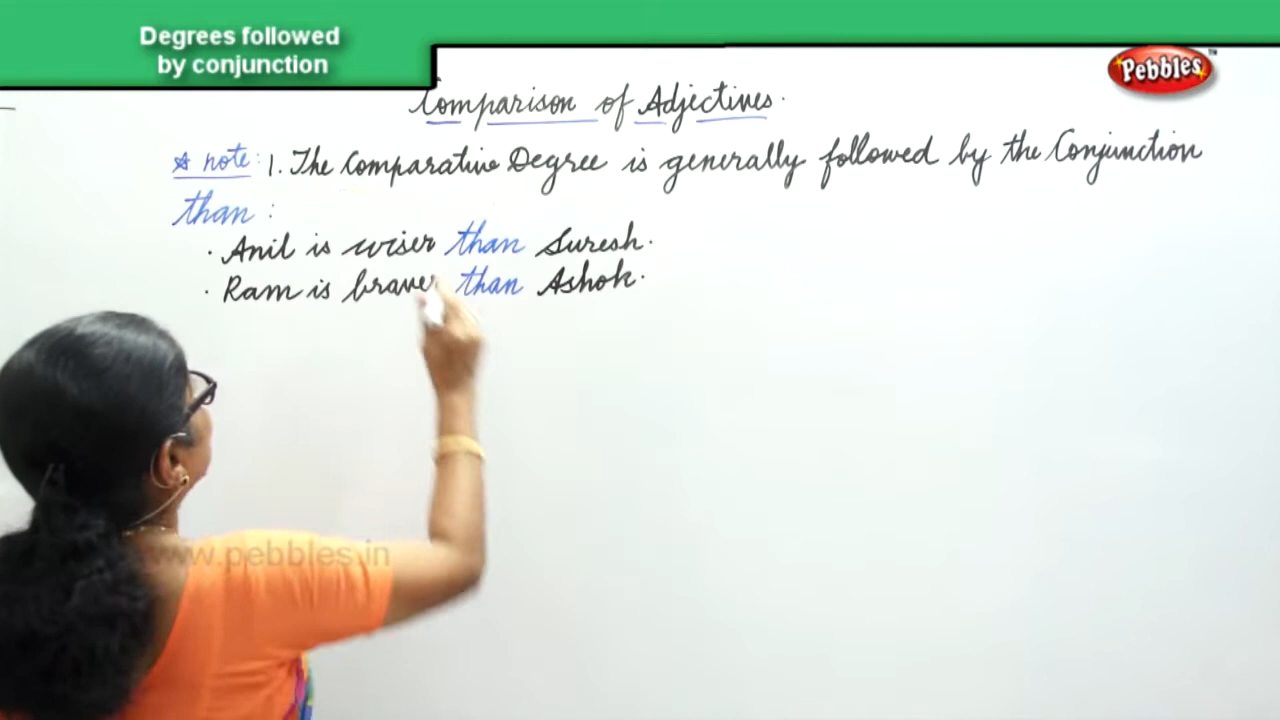 Degrees followed
by conjunction
Pebbles™
Comparison of Adjectives.
☆ note: 1. The Comparative Degree is generally followed by the Conjunction
than:
· Anil is wiser than Suresh.
· Ram is braver than Ashok.
www.pebbles.in